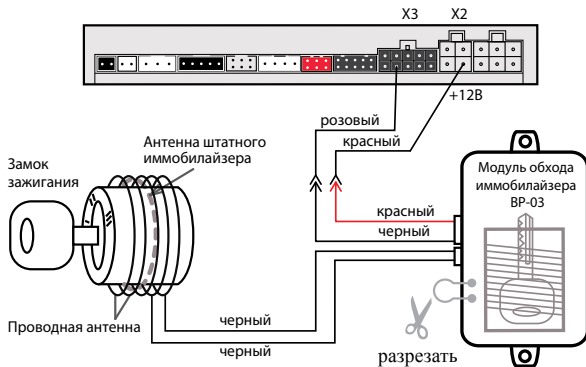 X3
X2
+12В
розовый
красный
Антенна штатного
иммобилайзера
Замок
зажигания
Модуль обхода
иммобилайзера
ВР-03
красный
черный
Проводная антенна
черный
черный
разрезать